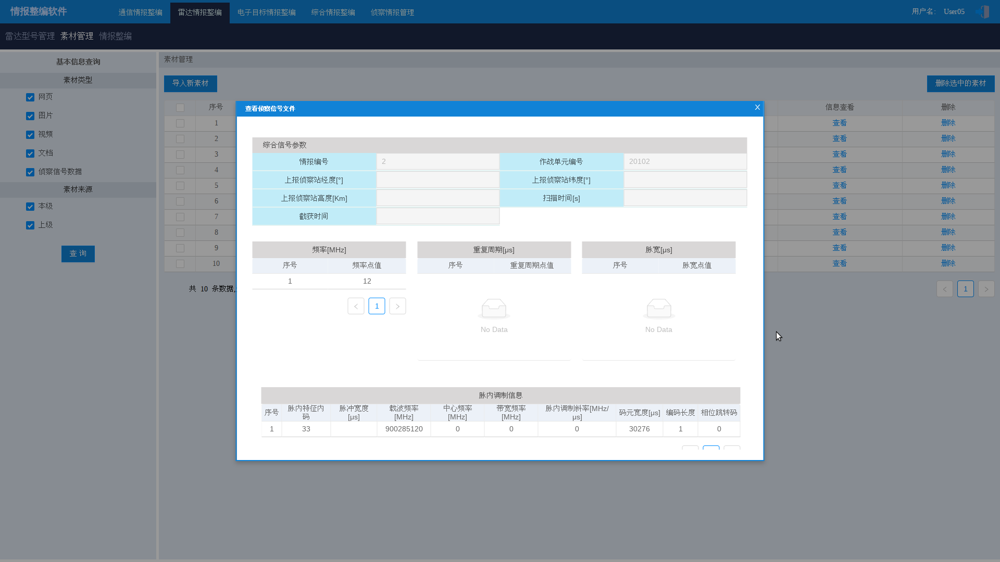 情报整编软件 通信情报整编 雷达情报整编 电子目标情报整编 综合情报整编 侦察情报管理 用户名: User05
雷达型号管理 素材管理 情报整编
基本信息查询
素材类型
网页
图片
视频
文档
侦察信号数据
素材来源
本级
上级
查 询
素材管理
导入新素材 删除选中的素材
序号 信息查看 删除
1 查看 删除
2 查看 删除
3 查看 删除
4 查看 删除
5 查看 删除
6 查看 删除
7 查看 删除
8 查看 删除
9 查看 删除
10 查看 删除
共 10 条数据, < 1 >
查看侦察信号文件 X
综合信号参数
情报编号 2 作战单元编号 20102
上报侦察站经度[°] 上报侦察站纬度[°]
上报侦察站高度[Km] 扫描时间[s]
截获时间
频率[MHz]
序号 频率点值
1 12
< 1 >
重复周期[μs]
序号 重复周期点值
No Data
脉宽[μs]
序号 脉宽点值
No Data
脉内调制信息
序号 脉内特征内码 脉冲宽度[μs] 载波频率[MHz] 中心频率[MHz] 带宽频率[MHz] 脉内调制斜率[MHz/μs] 码元宽度[μs] 编码长度 相位跳转码
1 33 900285120 0 0 0 30276 1 0